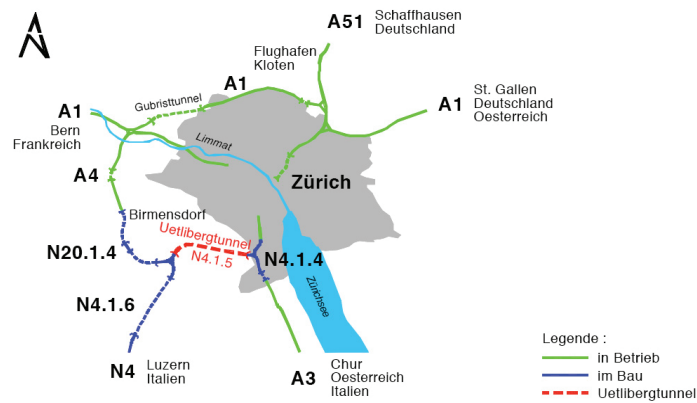 N
A51
Schaffhausen
Deutschland
Flughafen
Kloten
A1
St. Gallen
Deutschland
Oesterreich
A1
Gubristtunnel
A1
Bern
Frankreich
Limmat
Zürich
A4
Birmensdorf
Uetlibergtunnel
N4.1.5
N20.1.4
N4.1.4
N4.1.6
Zürichsee
N4
Luzern
Italien
A3
Chur
Oesterreich
Italien
Legende :
in Betrieb
im Bau
Uetlibergtunnel